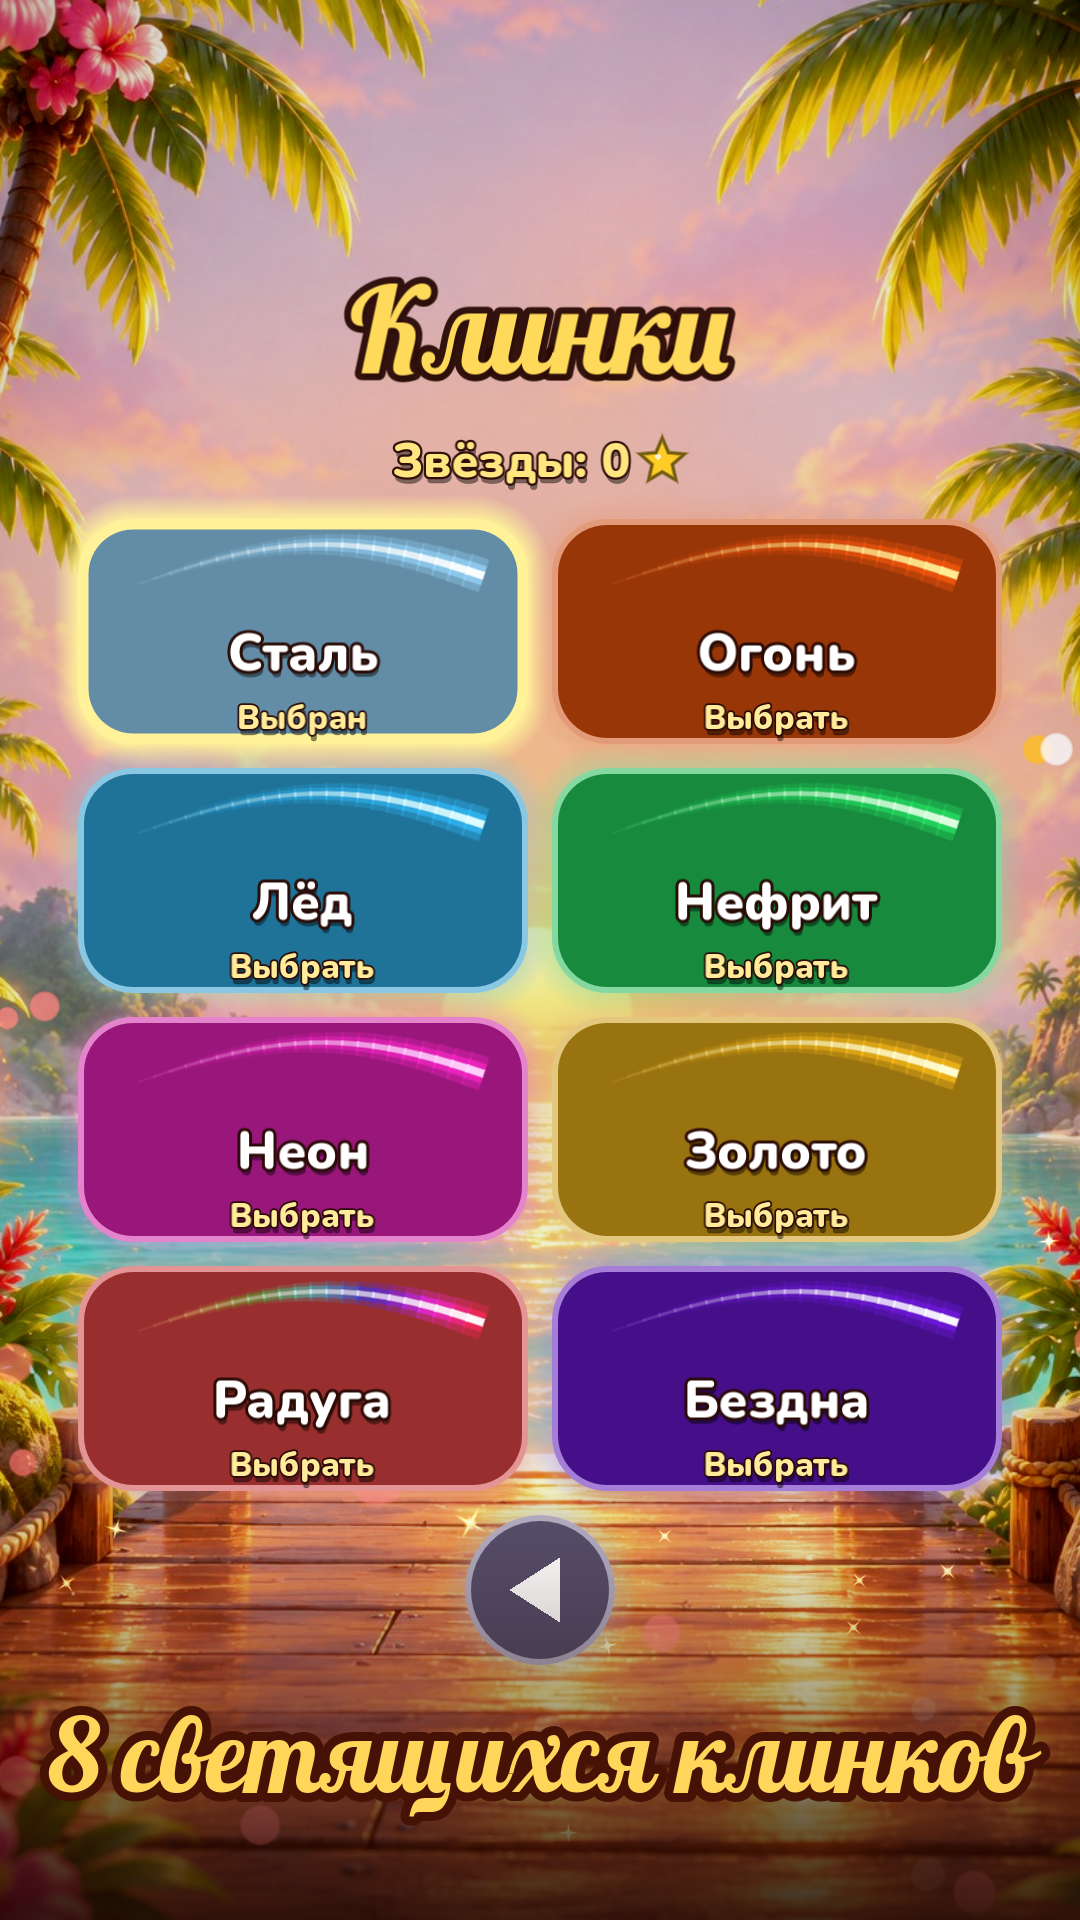 Клинки
Звёзды: 0
Сталь
Выбран
Огонь
Выбрать
Лёд
Выбрать
Нефрит
Выбрать
Неон
Выбрать
Золото
Выбрать
Радуга
Выбрать
Бездна
Выбрать
8 светящихся клинков